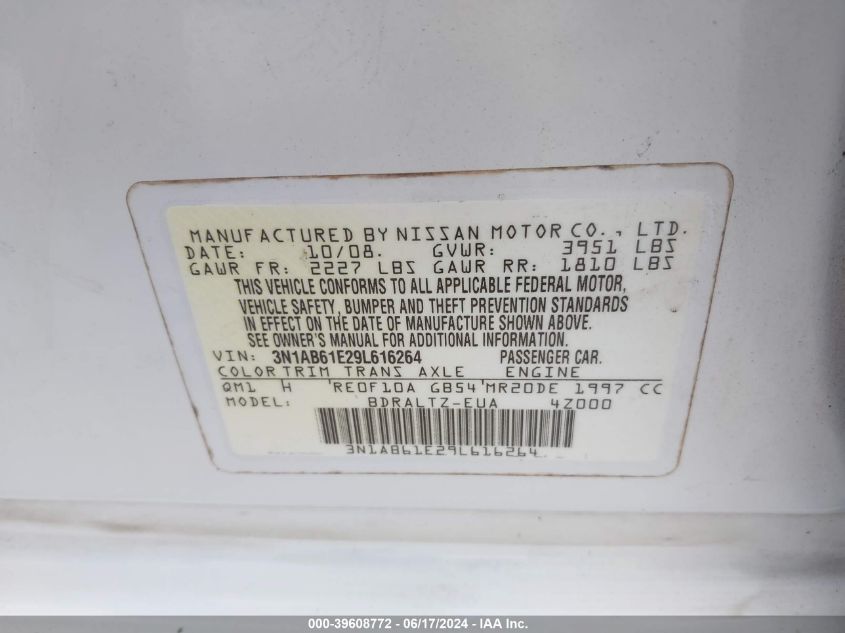 MANUFACTURED BY NISSAN MOTOR CO., LTD.
DATE: 10/08. GVWR: 3951 LBS
GAWR FR: 2227 LBS GAWR RR: 1810 LBS
THIS VEHICLE CONFORMS TO ALL APPLICABLE FEDERAL MOTOR,
VEHICLE SAFETY, BUMPER AND THEFT PREVENTION STANDARDS
IN EFFECT ON THE DATE OF MANUFACTURE SHOWN ABOVE.
SEE OWNER'S MANUAL FOR ADDITIONAL INFORMATION.
VIN: 3N1AB61E29L616264 PASSENGER CAR.
COLOR TRIM TRANS AXLE ENGINE
QM1 H 'RE0F10A GB54'MR20DE 1997 CC
MODEL: BDRALTZ-EUA 4Z000
3N1AB61E29L616264
000-39608772 - 06/17/2024 - IAA Inc.